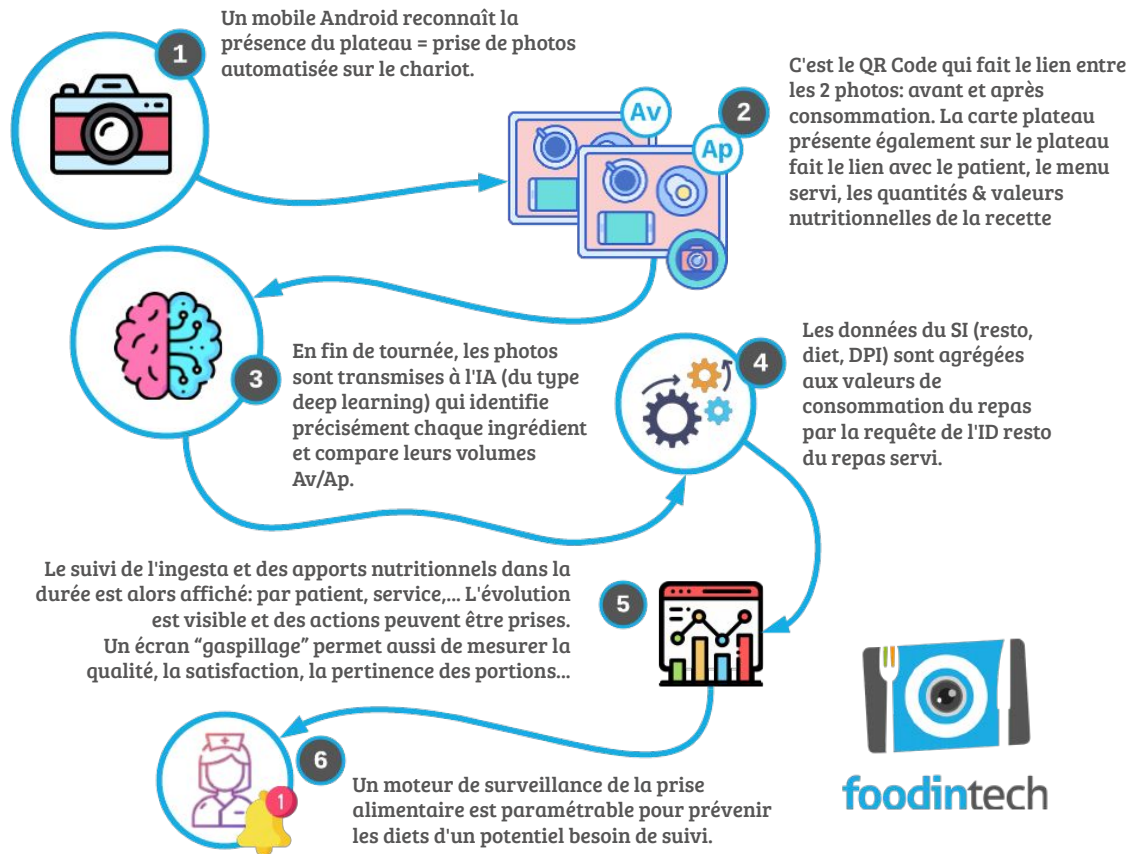 1
Un mobile Android reconnaît la
présence du plateau = prise de photos
automatisée sur le chariot.
Av
Ap
2
C'est le QR Code qui fait le lien entre
les 2 photos: avant et après
consommation. La carte plateau
présente également sur le plateau
fait le lien avec le patient, le menu
servi, les quantités & valeurs
nutritionnelles de la recette
3
En fin de tournée, les photos
sont transmises à l'IA (du type
deep learning) qui identifie
précisément chaque ingrédient
et compare leurs volumes
Av/Ap.
4
Les données du SI (resto,
diet, DPI) sont agrégées
aux valeurs de
consommation du repas
par la requête de l'ID resto
du repas servi.
Le suivi de l'ingesta et des apports nutritionnels dans la
durée est alors affiché: par patient, service,... L'évolution
est visible et des actions peuvent être prises.
Un écran “gaspillage” permet aussi de mesurer la
qualité, la satisfaction, la pertinence des portions...
5
6
1
Un moteur de surveillance de la prise
alimentaire est paramétrable pour prévenir
les diets d'un potentiel besoin de suivi.
foodintech